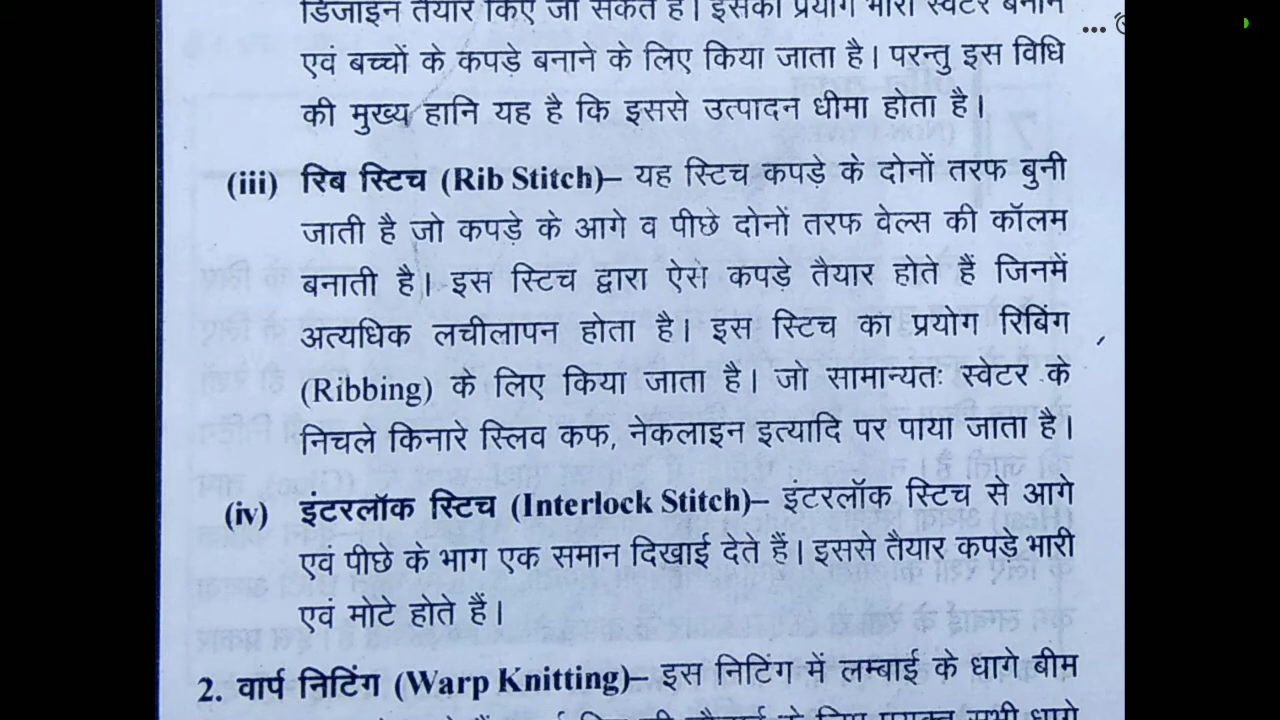 डिजाइन तैयार किए जा सकते हैं। इसका प्रयोग भारी स्वेटर बनाने
एवं बच्चों के कपड़े बनाने के लिए किया जाता है। परन्तु इस विधि
की मुख्य हानि यह है कि इससे उत्पादन धीमा होता है।
(iii) रिब स्टिच (Rib Stitch)– यह स्टिच कपड़े के दोनों तरफ बुनी
जाती है जो कपड़े के आगे व पीछे दोनों तरफ वेल्स की कॉलम
बनाती है। इस स्टिच द्वारा ऐसे कपड़े तैयार होते हैं जिनमें
अत्यधिक लचीलापन होता है। इस स्टिच का प्रयोग रिबिंग
(Ribbing) के लिए किया जाता है। जो सामान्यतः स्वेटर के
निचले किनारे स्लिव कफ, नेकलाइन इत्यादि पर पाया जाता है।
(iv) इंटरलॉक स्टिच (Interlock Stitch)– इंटरलॉक स्टिच से आगे
एवं पीछे के भाग एक समान दिखाई देते हैं। इससे तैयार कपड़े भारी
एवं मोटे होते हैं।
2. वार्प निटिंग (Warp Knitting)– इस निटिंग में लम्बाई के धागे बीम